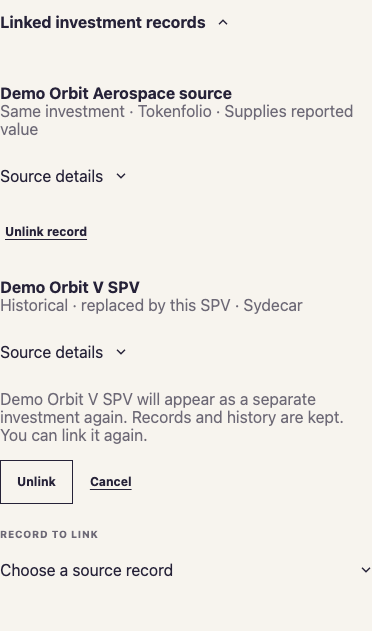 Linked investment records
Demo Orbit Aerospace source
Same investment · Tokenfolio · Supplies reported
value
Source details
Unlink record
Demo Orbit V SPV
Historical · replaced by this SPV · Sydecar
Source details
Demo Orbit V SPV will appear as a separate
investment again. Records and history are kept.
You can link it again.
Unlink Cancel
RECORD TO LINK
Choose a source record